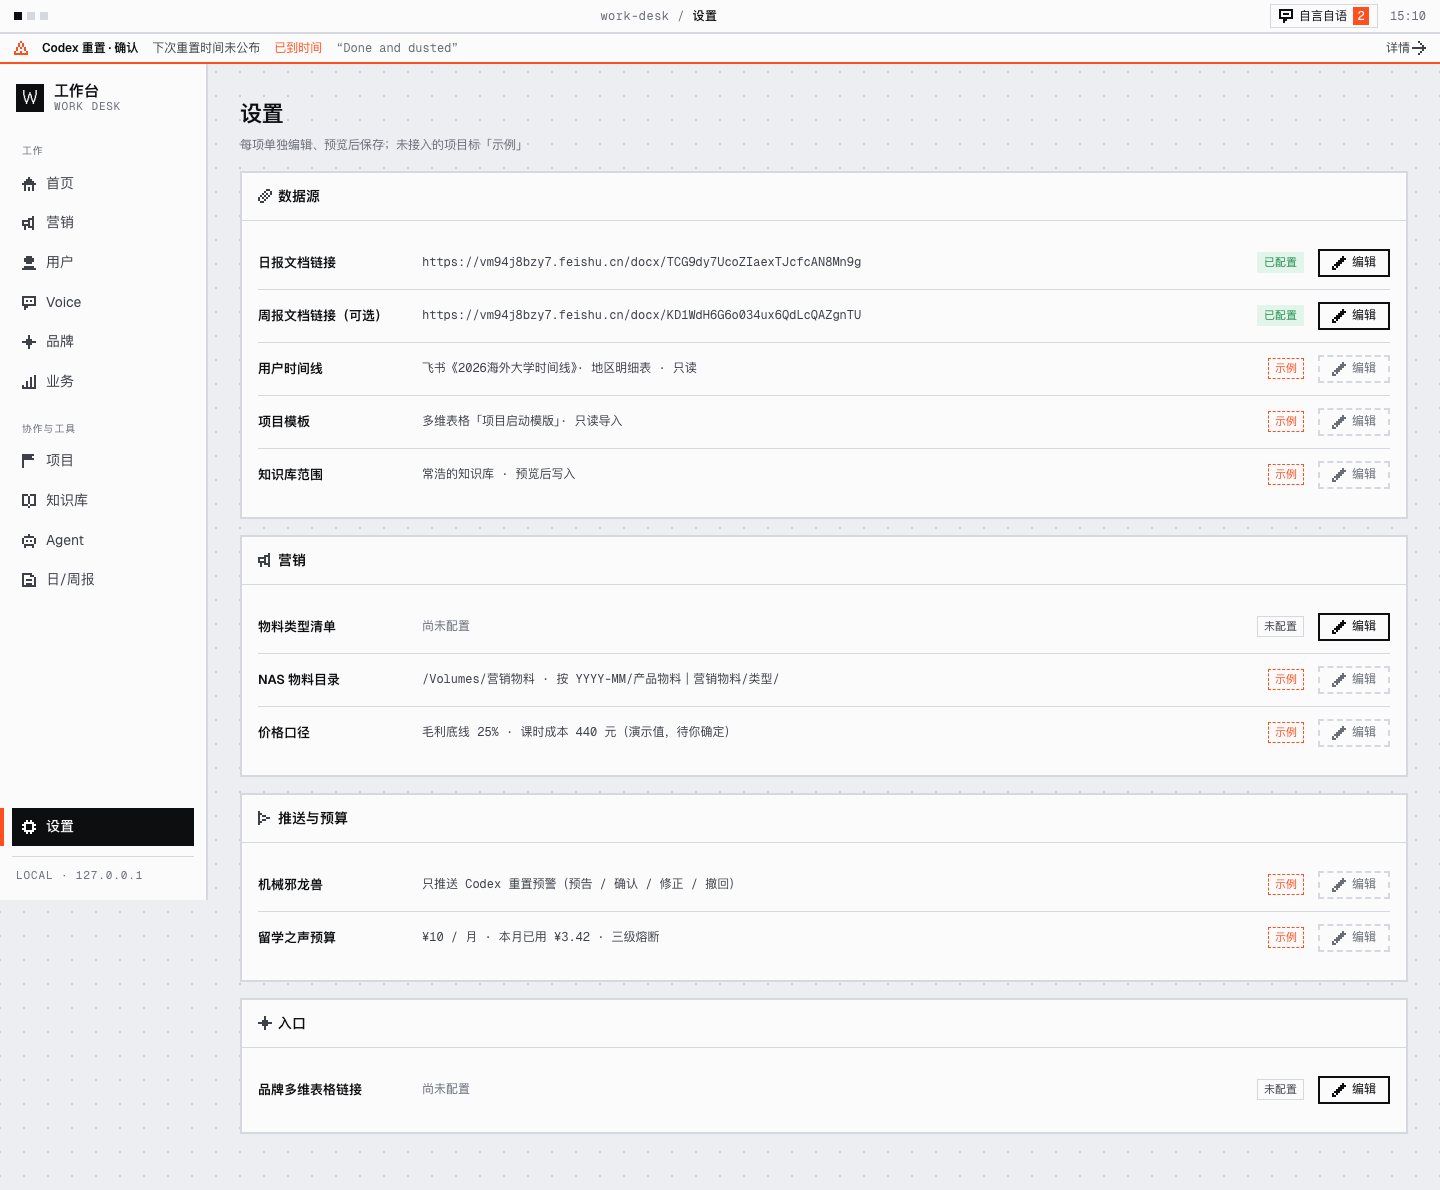 work-desk / 设置
自言自语 2
15:10
Codex 重置·确认 下次重置时间未公布 已到时间 “Done and dusted” 详情
W 工作台
WORK DESK
工作
首页
营销
用户
Voice
品牌
业务
协作与工具
项目
知识库
Agent
日/周报
设置
LOCAL · 127.0.0.1
设置
每项单独编辑、预览后保存；未接入的项目标「示例」
数据源
日报文档链接 https://vm94j8bzy7.feishu.cn/docx/TCG9dy7UcoZIaexTJcfcAN8Mn9g 已配置 编辑
周报文档链接（可选） https://vm94j8bzy7.feishu.cn/docx/KD1WdH6G6o034ux6QdLcQAZgnTU 已配置 编辑
用户时间线 飞书《2026海外大学时间线》· 地区明细表 · 只读 示例 编辑
项目模板 多维表格「项目启动模版」· 只读导入 示例 编辑
知识库范围 常浩的知识库 · 预览后写入 示例 编辑
营销
物料类型清单 尚未配置 未配置 编辑
NAS 物料目录 /Volumes/营销物料 · 按 YYYY-MM/产品物料｜营销物料/类型/ 示例 编辑
价格口径 毛利底线 25% · 课时成本 440 元（演示值，待你确定） 示例 编辑
推送与预算
机械邪龙兽 只推送 Codex 重置预警（预告 / 确认 / 修正 / 撤回） 示例 编辑
留学之声预算 ¥10 / 月 · 本月已用 ¥3.42 · 三级熔断 示例 编辑
入口
品牌多维表格链接 尚未配置 未配置 编辑